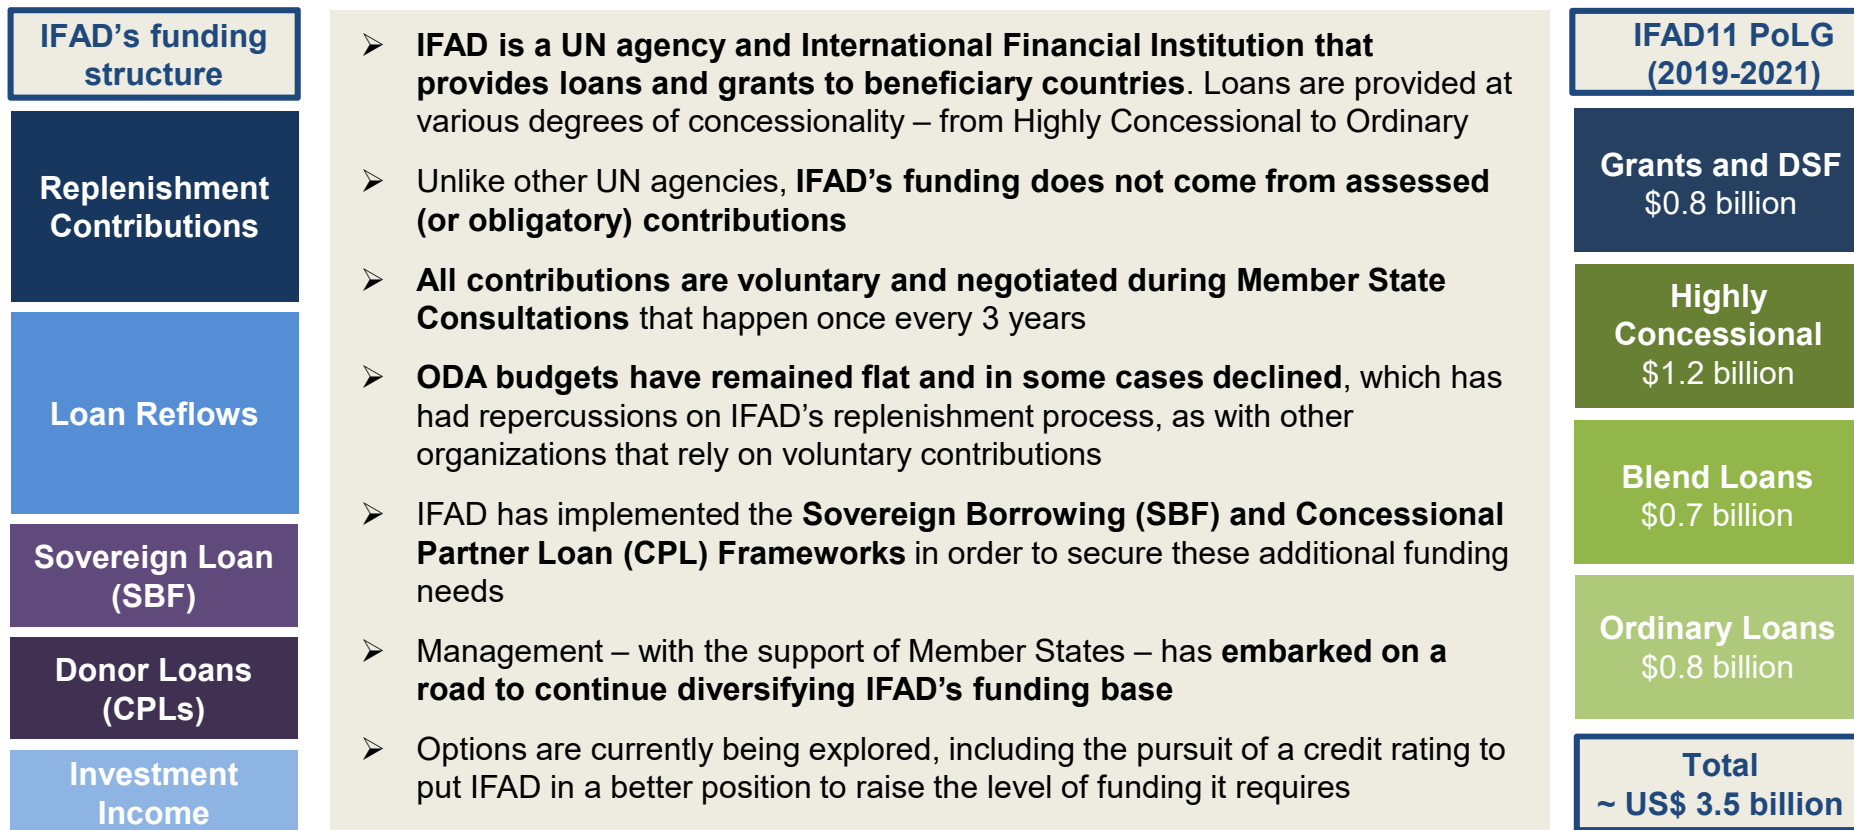 IFAD’s funding
structure
Replenishment
Contributions
Loan Reflows
Sovereign Loan
(SBF)
Donor Loans
(CPLs)
Investment
Income
➢ IFAD is a UN agency and International Financial Institution that
provides loans and grants to beneficiary countries. Loans are provided at
various degrees of concessionality – from Highly Concessional to Ordinary
➢ Unlike other UN agencies, IFAD’s funding does not come from assessed
(or obligatory) contributions
➢ All contributions are voluntary and negotiated during Member State
Consultations that happen once every 3 years
➢ ODA budgets have remained flat and in some cases declined, which has
had repercussions on IFAD’s replenishment process, as with other
organizations that rely on voluntary contributions
➢ IFAD has implemented the Sovereign Borrowing (SBF) and Concessional
Partner Loan (CPL) Frameworks in order to secure these additional funding
needs
➢ Management – with the support of Member States – has embarked on a
road to continue diversifying IFAD’s funding base
➢ Options are currently being explored, including the pursuit of a credit rating to
put IFAD in a better position to raise the level of funding it requires
IFAD11 PoLG
(2019-2021)
Grants and DSF
$0.8 billion
Highly
Concessional
$1.2 billion
Blend Loans
$0.7 billion
Ordinary Loans
$0.8 billion
Total
~ US$ 3.5 billion